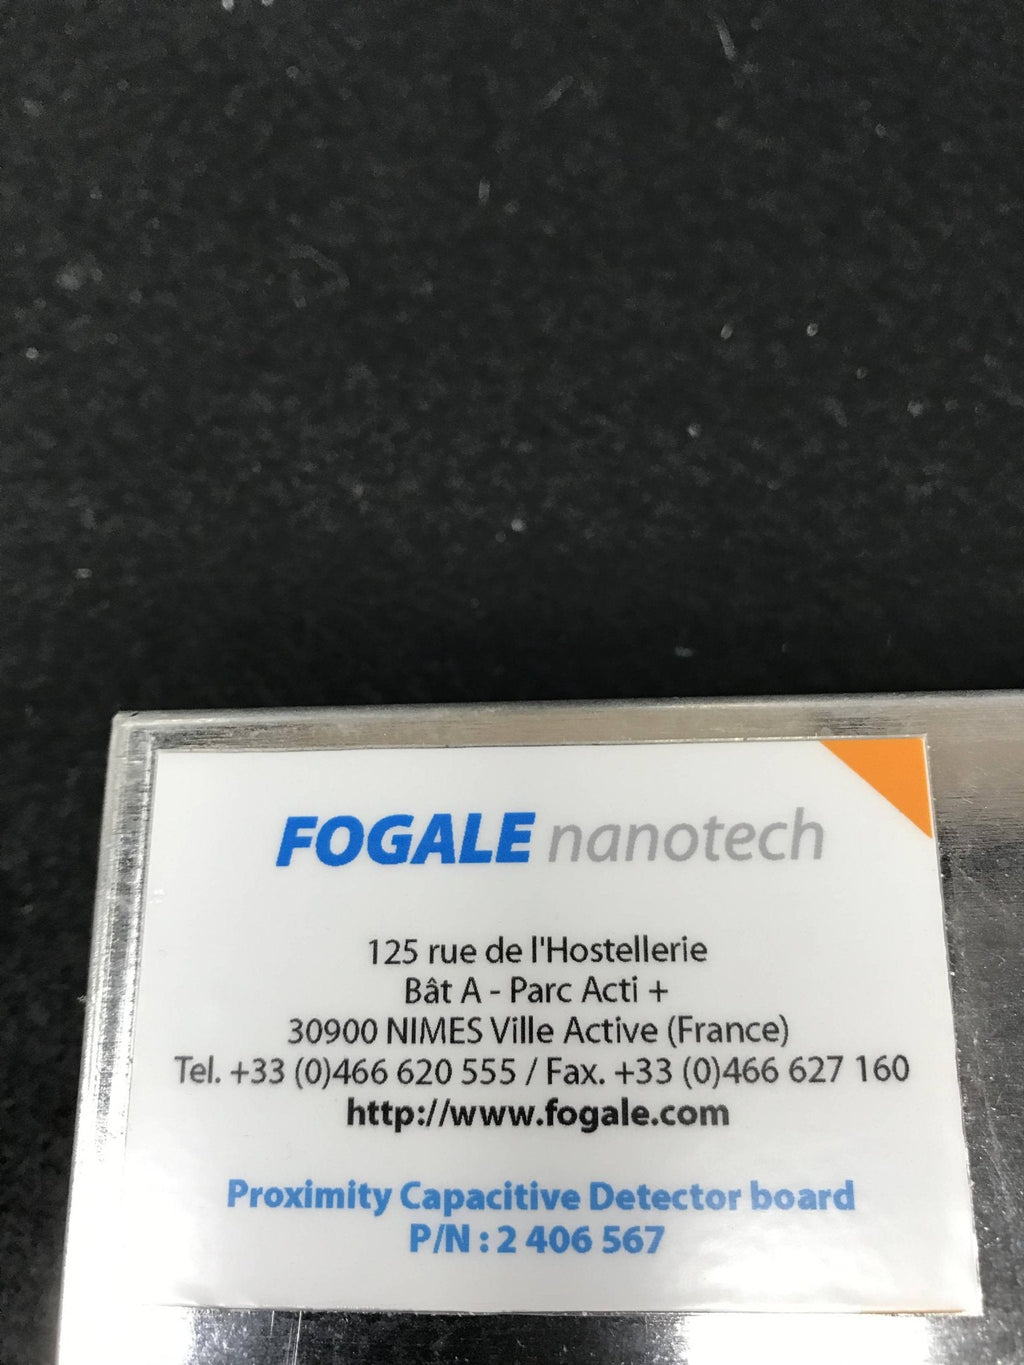 FOGALE nanotech
125 rue de l'Hostellerie
Bât A - Parc Acti +
30900 NIMES Ville Active (France)
Tel. +33 (0)466 620 555 / Fax. +33 (0)466 627 160
http://www.fogale.com
Proximity Capacitive Detector board
P/N : 2 406 567